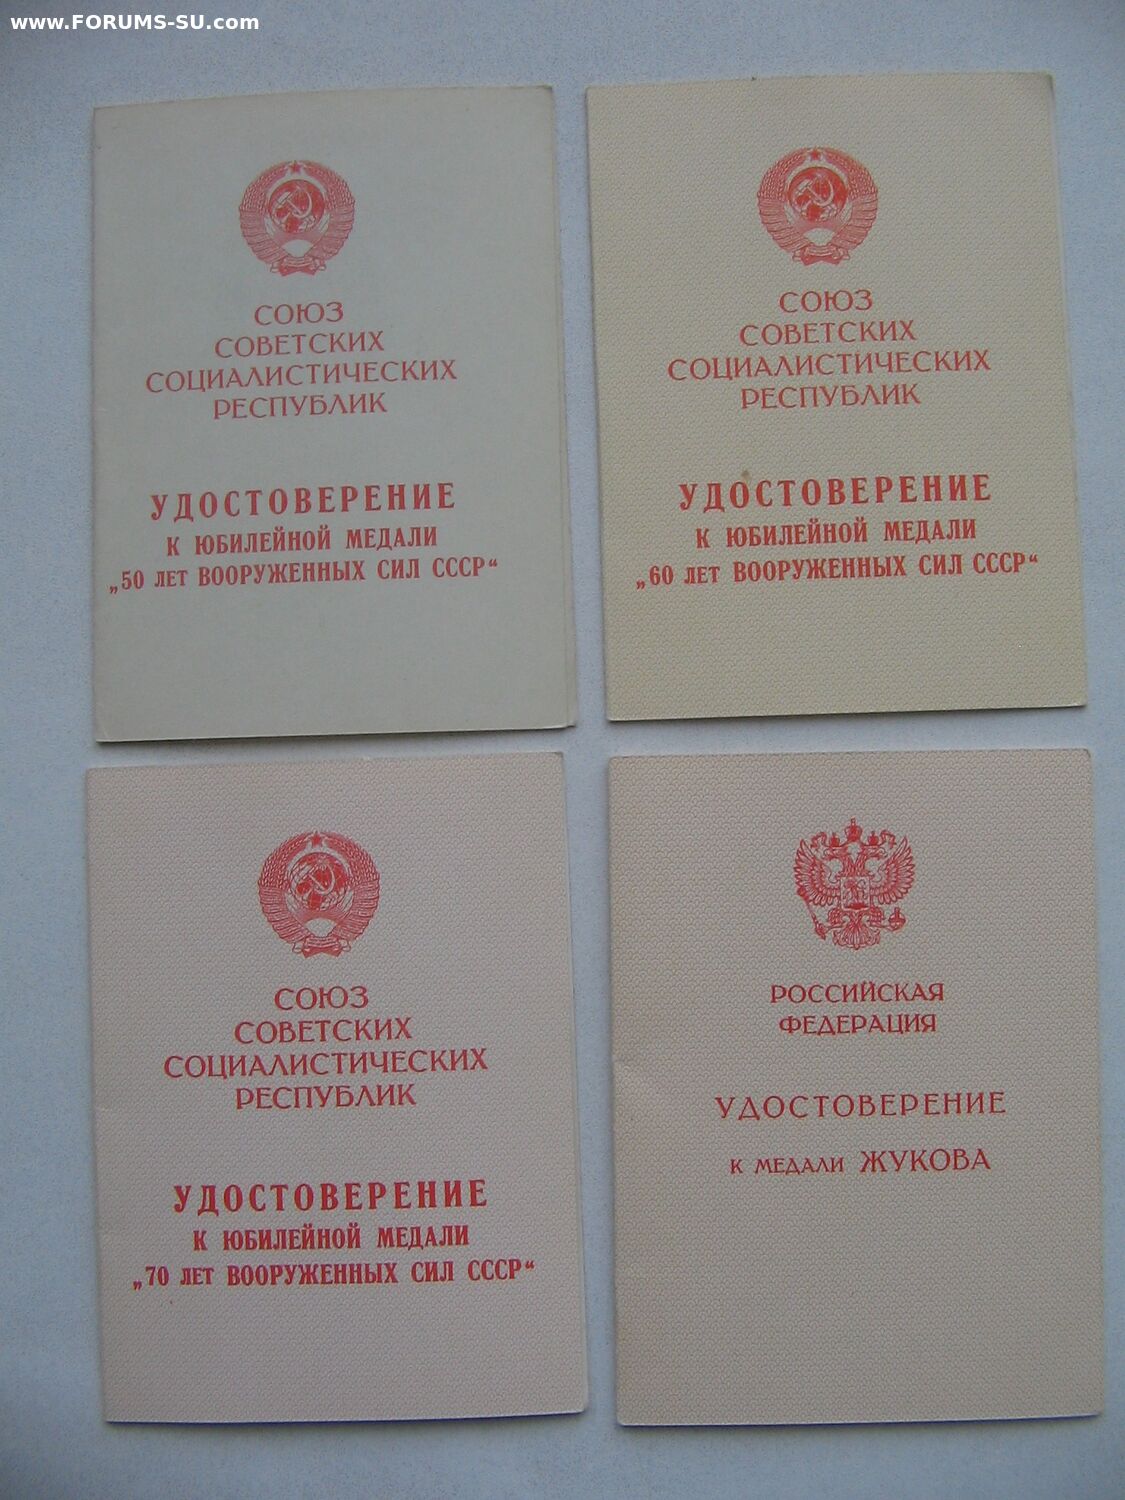 www.FORUMS-SU.com
СОЮЗ
СОВЕТСКИХ
СОЦИАЛИСТИЧЕСКИХ
РЕСПУБЛИК
УДОСТОВЕРЕНИЕ
К ЮБИЛЕЙНОЙ МЕДАЛИ
„50 ЛЕТ ВООРУЖЕННЫХ СИЛ СССР“
СОЮЗ
СОВЕТСКИХ
СОЦИАЛИСТИЧЕСКИХ
РЕСПУБЛИК
УДОСТОВЕРЕНИЕ
К ЮБИЛЕЙНОЙ МЕДАЛИ
„60 ЛЕТ ВООРУЖЕННЫХ СИЛ СССР“
СОЮЗ
СОВЕТСКИХ
СОЦИАЛИСТИЧЕСКИХ
РЕСПУБЛИК
УДОСТОВЕРЕНИЕ
К ЮБИЛЕЙНОЙ МЕДАЛИ
„70 ЛЕТ ВООРУЖЕННЫХ СИЛ СССР“
РОССИЙСКАЯ
ФЕДЕРАЦИЯ
УДОСТОВЕРЕНИЕ
К МЕДАЛИ ЖУКОВА